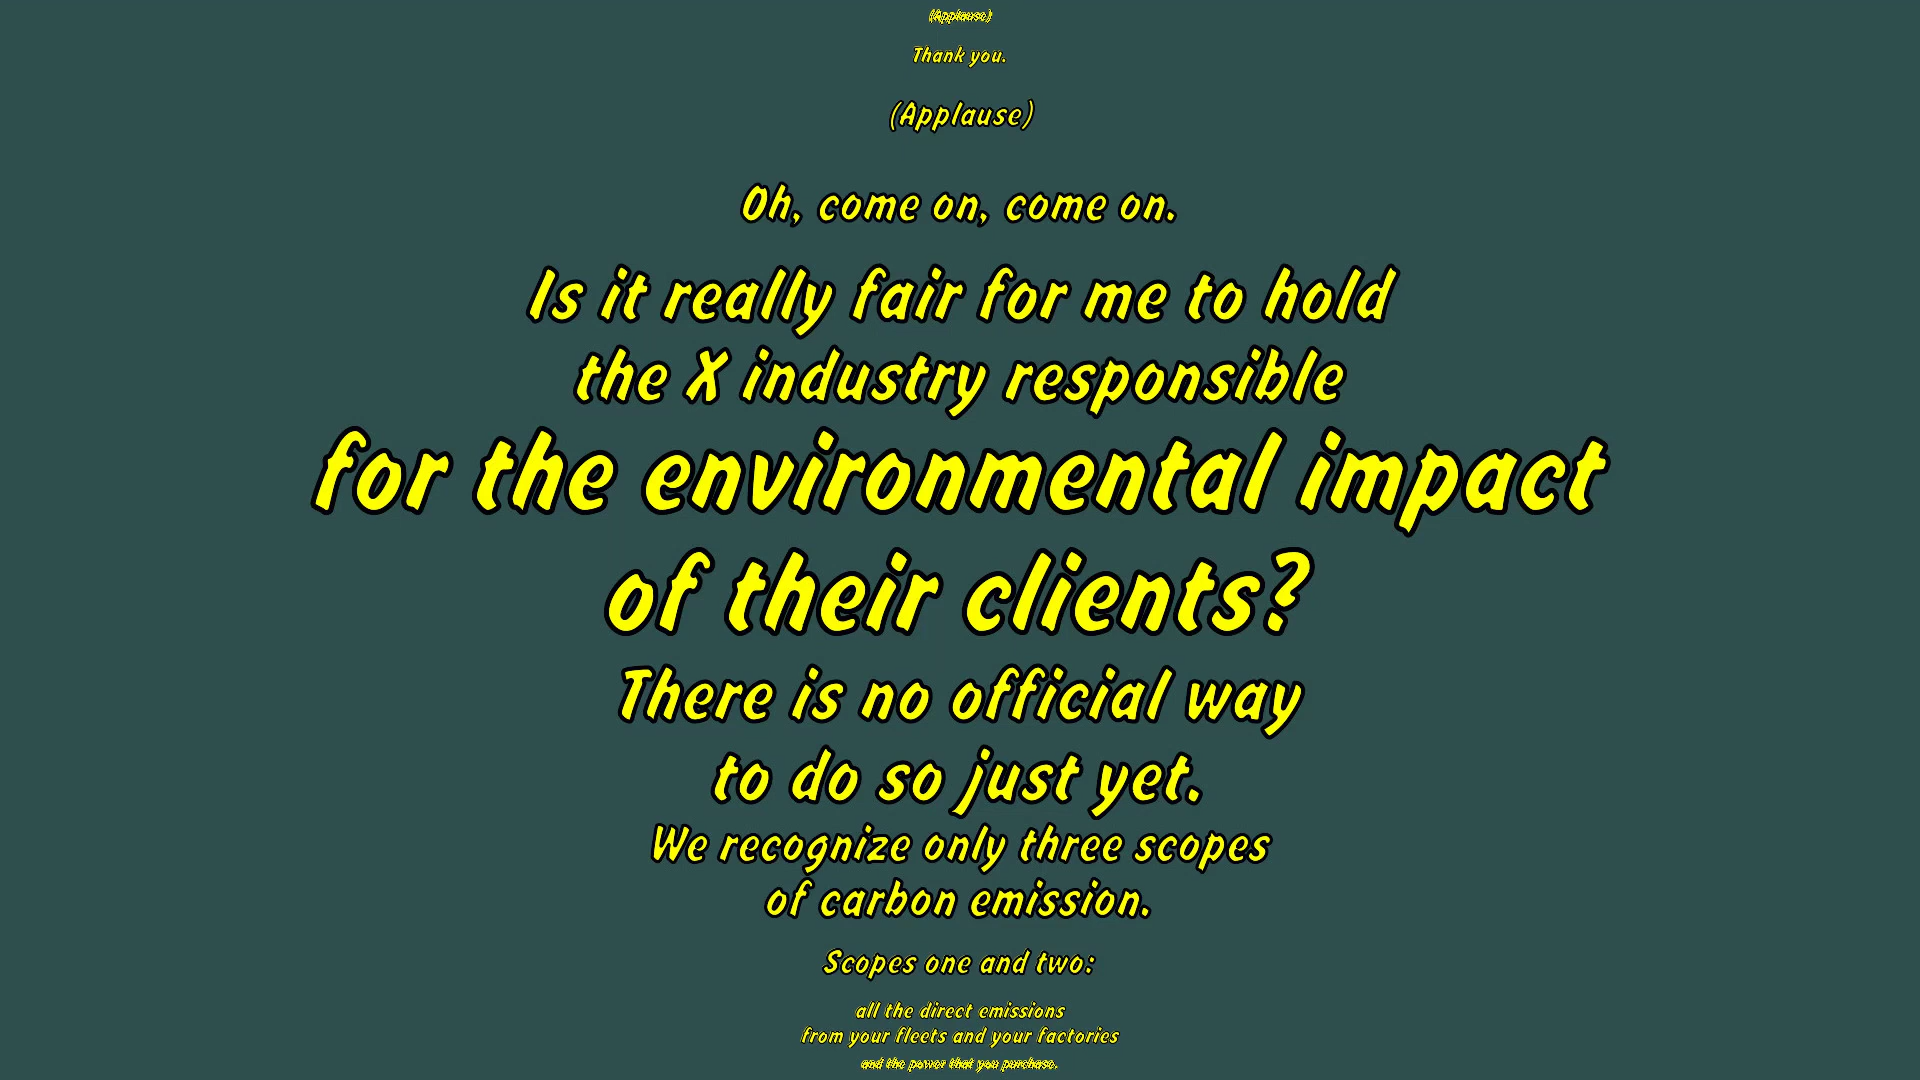 (Applause)
Thank you.
(Applause)
Oh, come on, come on.
Is it really fair for me to hold
the X industry responsible
for the environmental impact
of their clients?
There is no official way
to do so just yet.
We recognize only three scopes
of carbon emission.
Scopes one and two:
all the direct emissions
from your fleets and your factories
and the power that you purchase.